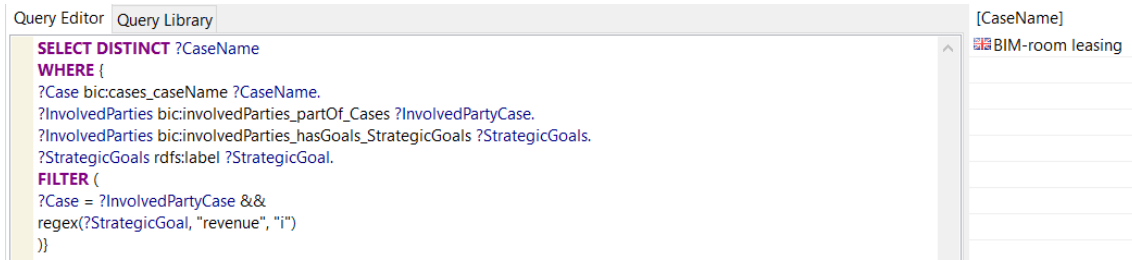 Query Editor Query Library
SELECT DISTINCT ?CaseName
WHERE {
?Case bic:cases_caseName ?CaseName.
?InvolvedParties bic:involvedParties_partOf_Cases ?InvolvedPartyCase.
?InvolvedParties bic:involvedParties_hasGoals_StrategicGoals ?StrategicGoals.
?StrategicGoals rdfs:label ?StrategicGoal.
FILTER (
?Case = ?InvolvedPartyCase &&
regex(?StrategicGoal, "revenue", "i")
)}
[CaseName]
BIM-room leasing